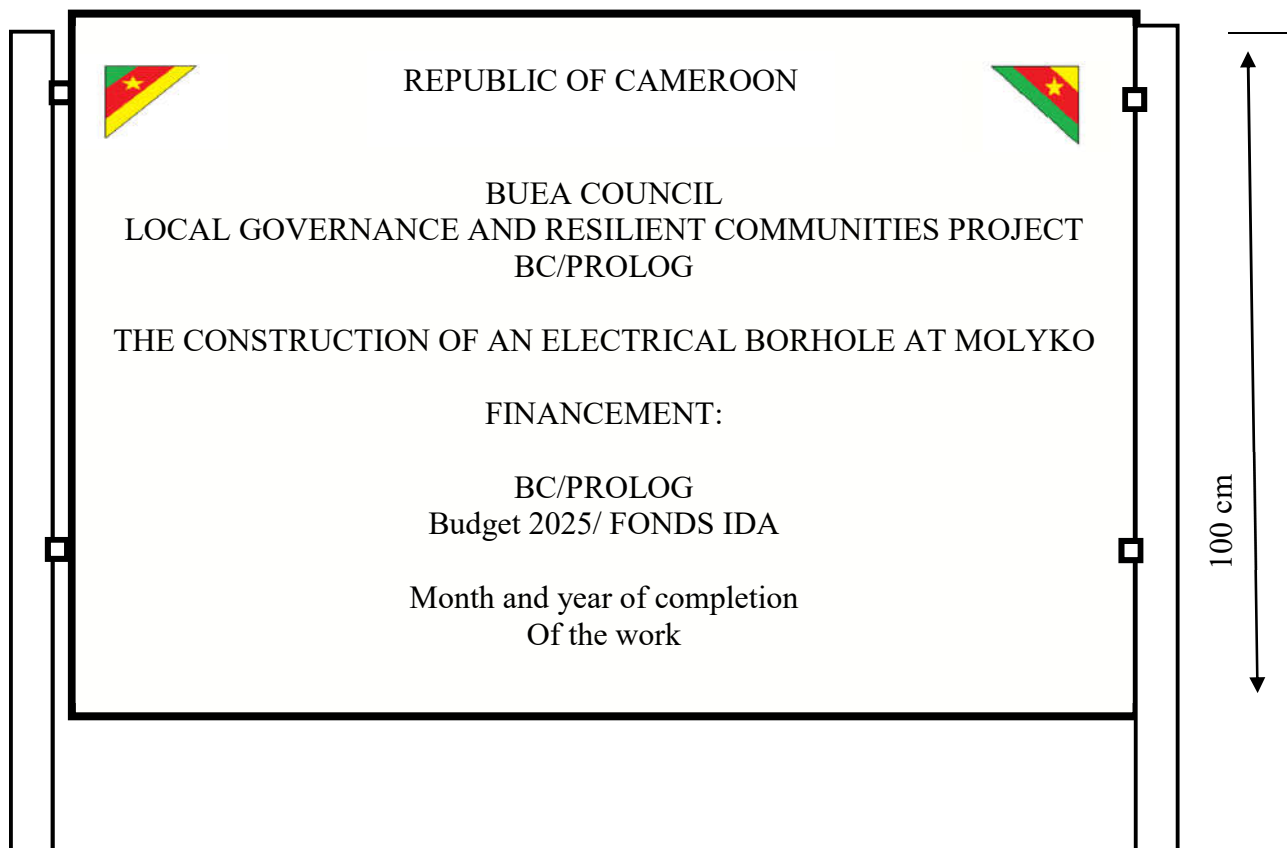 REPUBLIC OF CAMEROON
BUEA COUNCIL
LOCAL GOVERNANCE AND RESILIENT COMMUNITIES PROJECT
BC/PROLOG
THE CONSTRUCTION OF AN ELECTRICAL BORHOLE AT MOLYKO
FINANCEMENT:
BC/PROLOG
Budget 2025/ FONDS IDA
Month and year of completion
Of the work
100 cm